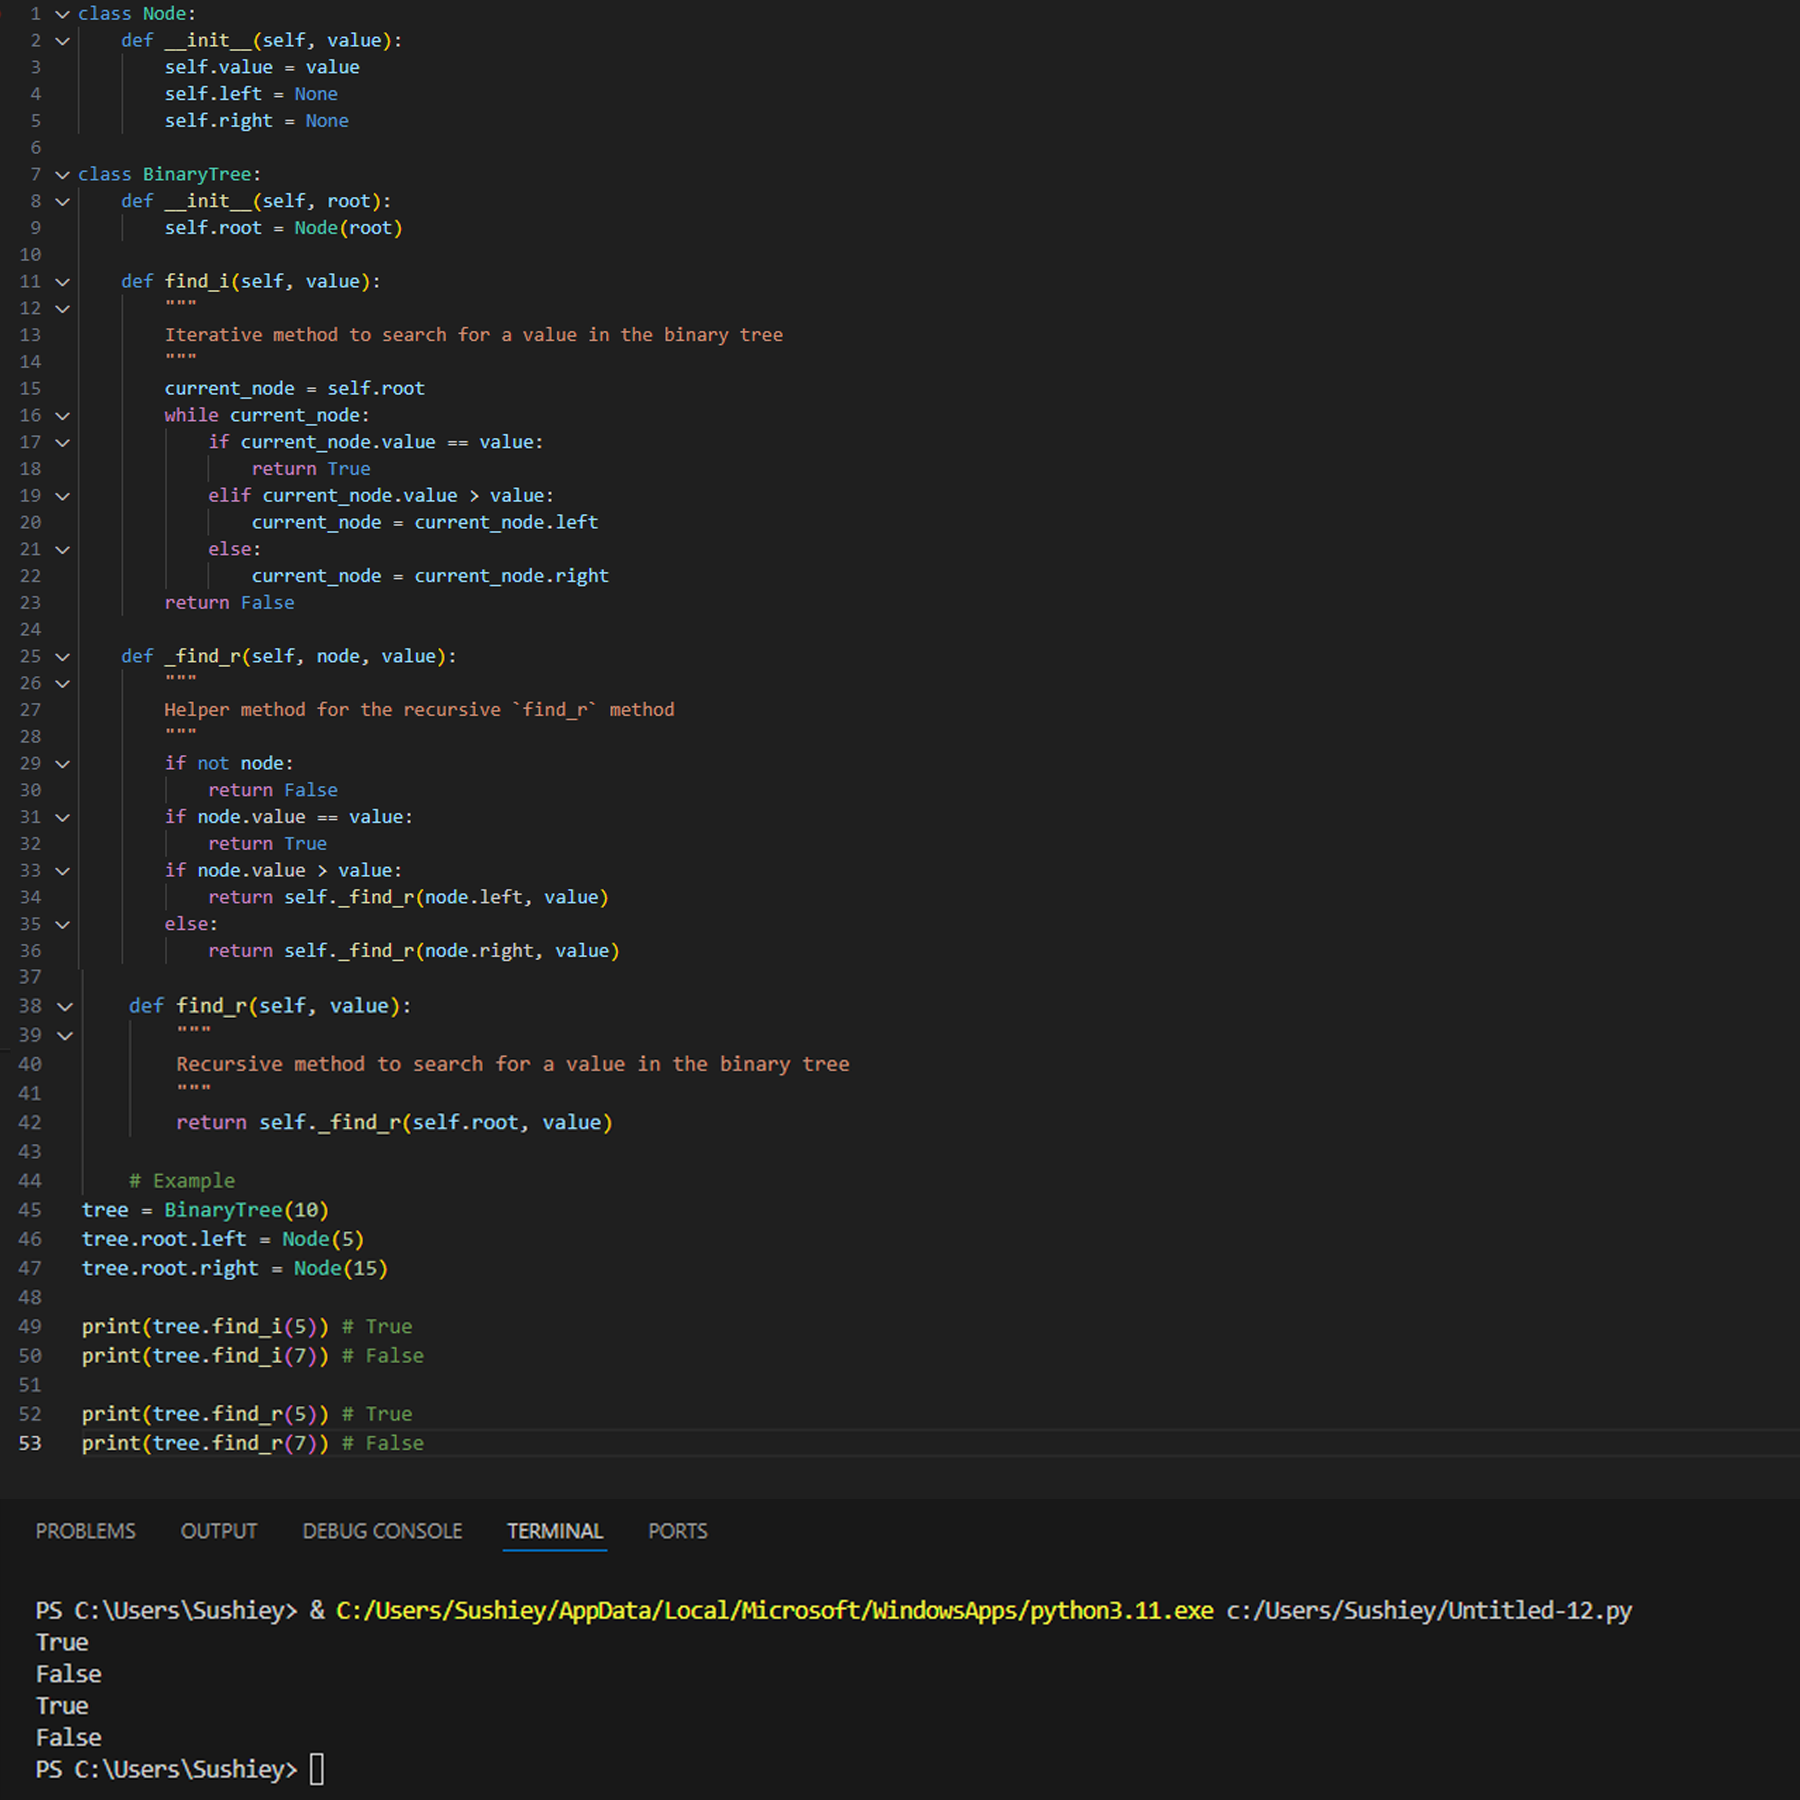 1 class Node:
2     def __init__(self, value):
3         self.value = value
4         self.left = None
5         self.right = None
6
7 class BinaryTree:
8     def __init__(self, root):
9         self.root = Node(root)
10
11     def find_i(self, value):
12         """
13         Iterative method to search for a value in the binary tree
14         """
15         current_node = self.root
16         while current_node:
17             if current_node.value == value:
18                 return True
19             elif current_node.value > value:
20                 current_node = current_node.left
21             else:
22                 current_node = current_node.right
23         return False
24
25     def _find_r(self, node, value):
26         """
27         Helper method for the recursive `find_r` method
28         """
29         if not node:
30             return False
31         if node.value == value:
32             return True
33         if node.value > value:
34             return self._find_r(node.left, value)
35         else:
36             return self._find_r(node.right, value)
37
38     def find_r(self, value):
39         """
40         Recursive method to search for a value in the binary tree
41         """
42         return self._find_r(self.root, value)
43
44     # Example
45 tree = BinaryTree(10)
46 tree.root.left = Node(5)
47 tree.root.right = Node(15)
48
49 print(tree.find_i(5)) # True
50 print(tree.find_i(7)) # False
51
52 print(tree.find_r(5)) # True
53 print(tree.find_r(7)) # False
PROBLEMS OUTPUT DEBUG CONSOLE TERMINAL PORTS
PS C:\Users\Sushiey> & C:/Users/Sushiey/AppData/Local/Microsoft/WindowsApps/python3.11.exe c:/Users/Sushiey/Untitled-12.py
True
False
True
False
PS C:\Users\Sushiey>